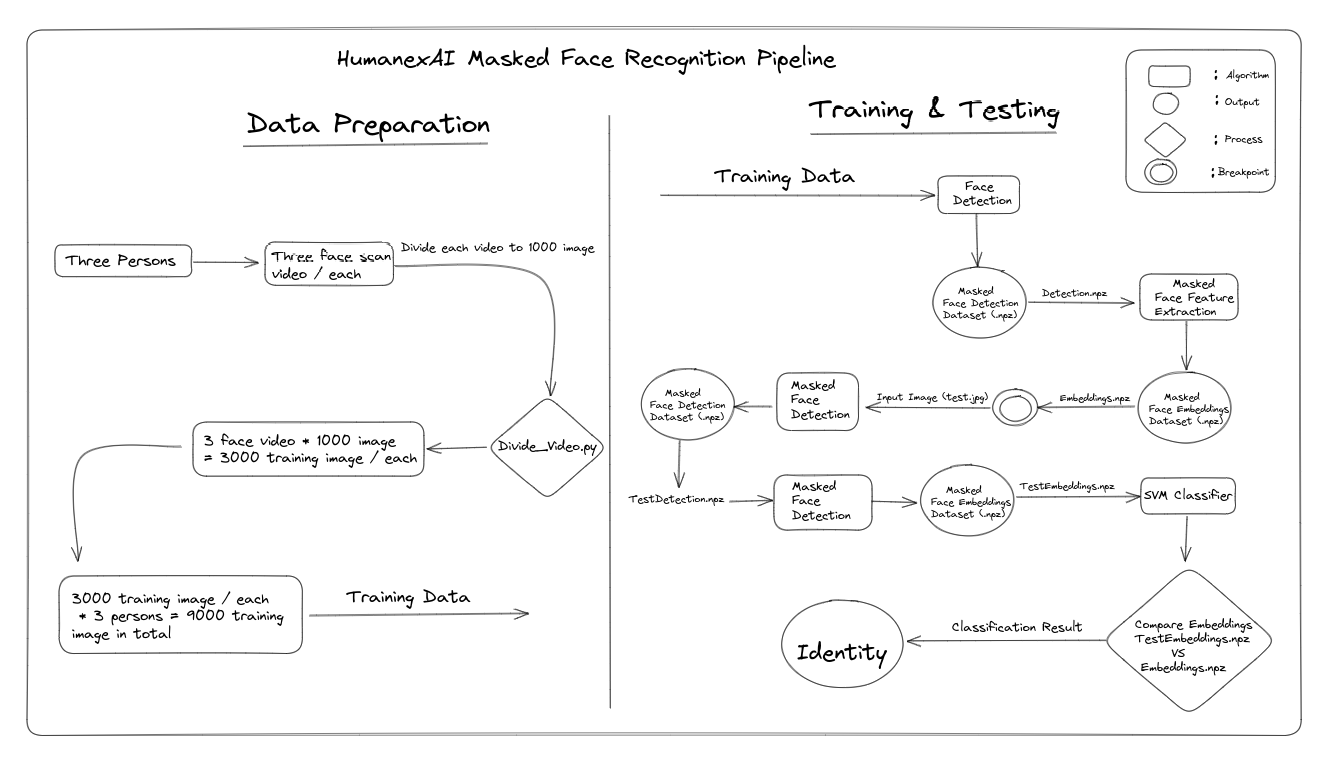 HumanexAI Masked Face Recognition Pipeline
: Algorithm
: Output
: Process
: Breakpoint
Data Preparation
Three Persons
Three face scan
video / each
Divide each video to 1000 image
Divide_Video.py
3 face video * 1000 image
= 3000 training image / each
3000 training image / each
* 3 persons = 9000 training
image in total
Training Data
Training & Testing
Training Data
Face
Detection
Masked
Face Detection
Dataset (.npz)
Detection.npz
Masked
Face Feature
Extraction
Masked
Face Embeddings
Dataset (.npz)
Embeddings.npz
Input Image (test.jpg)
Masked
Face
Detection
Masked
Face Detection
Dataset (.npz)
TestDetection.npz
Masked
Face
Detection
Masked
Face Embeddings
Dataset (.npz)
TestEmbeddings.npz
SVM Classifier
Compare Embeddings
TestEmbeddings.npz
VS
Embeddings.npz
Classification Result
Identity